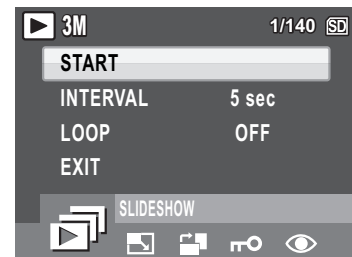 3M 1/140 SD
START
INTERVAL 5 sec
LOOP OFF
EXIT
SLIDESHOW